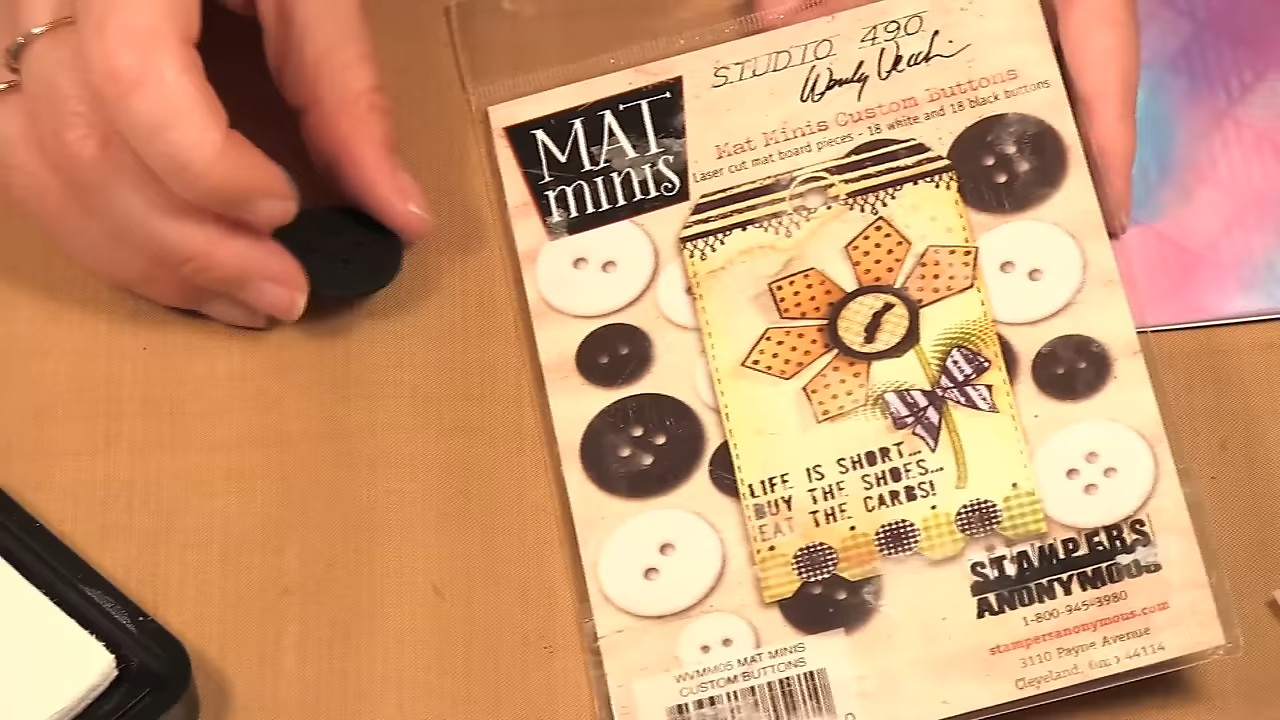 STUDIO 490
Wendy Vecchi
MAT
minis
Mat Minis Custom Buttons
Laser cut mat board pieces - 18 white and 18 black buttons
LIFE IS SHORT...
BUY THE SHOES...
EAT THE CARBS!
STAMPERS
ANONYMOUS
1-800-945-3980
stampersanonymous.com
3110 Payne Avenue
Cleveland, 44114
WVMM05 MAT MINIS
CUSTOM BUTTONS